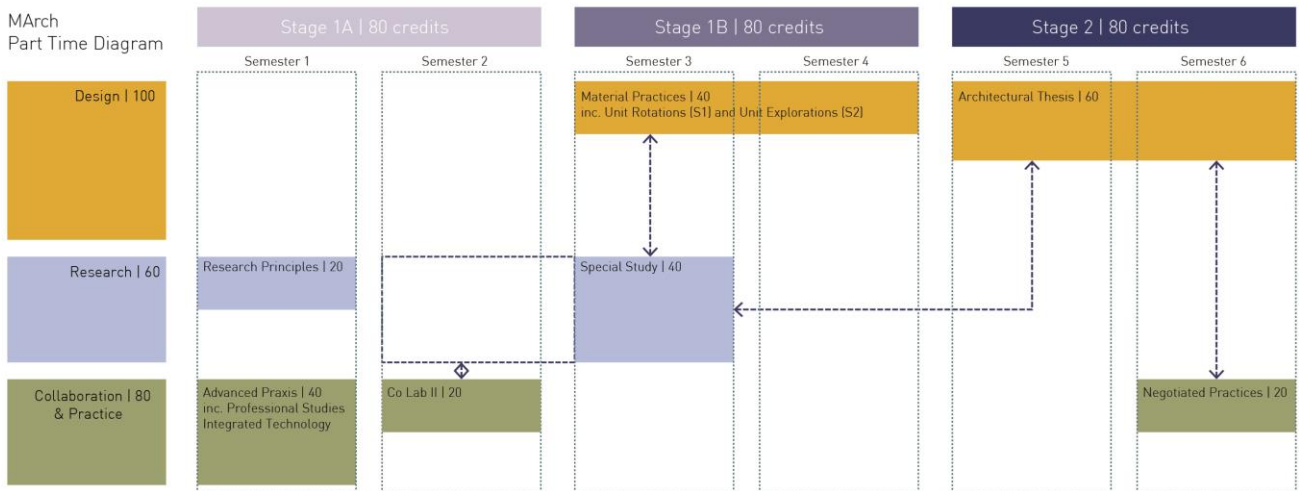 MArch
Part Time Diagram
Stage 1A | 80 credits
Stage 1B | 80 credits
Stage 2 | 80 credits
Semester 1
Semester 2
Semester 3
Semester 4
Semester 5
Semester 6
Design | 100
Material Practices | 40
inc. Unit Rotations (S1) and Unit Explorations (S2)
Architectural Thesis | 60
Research | 60
Research Principles | 20
Special Study | 40
Collaboration | 80
& Practice
Advanced Praxis | 40
inc. Professional Studies
Integrated Technology
Co Lab II | 20
Negotiated Practices | 20